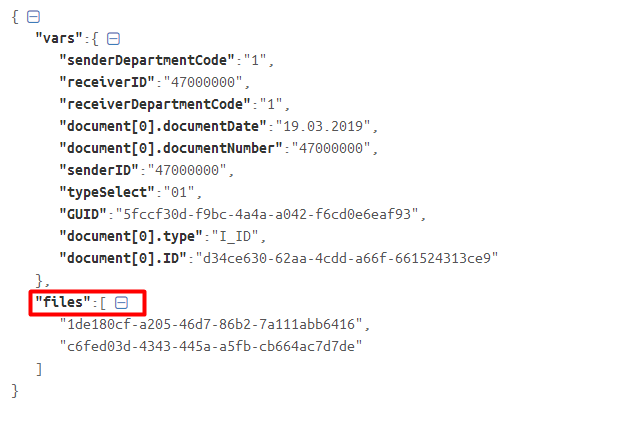 {
"vars":{
"senderDepartmentCode":"1",
"receiverID":"47000000",
"receiverDepartmentCode":"1",
"document[0].documentDate":"19.03.2019",
"document[0].documentNumber":"47000000",
"senderID":"47000000",
"typeSelect":"01",
"GUID":"5fccf30d-f9bc-4a4a-a042-f6cd0e6eaf93",
"document[0].type":"I_ID",
"document[0].ID":"d34ce630-62aa-4cdd-a66f-661524313ce9"
},
"files":[
"1de180cf-a205-46d7-86b2-7a111abb6416",
"c6fed03d-4343-445a-a5fb-cb664ac7d7de"
]
}